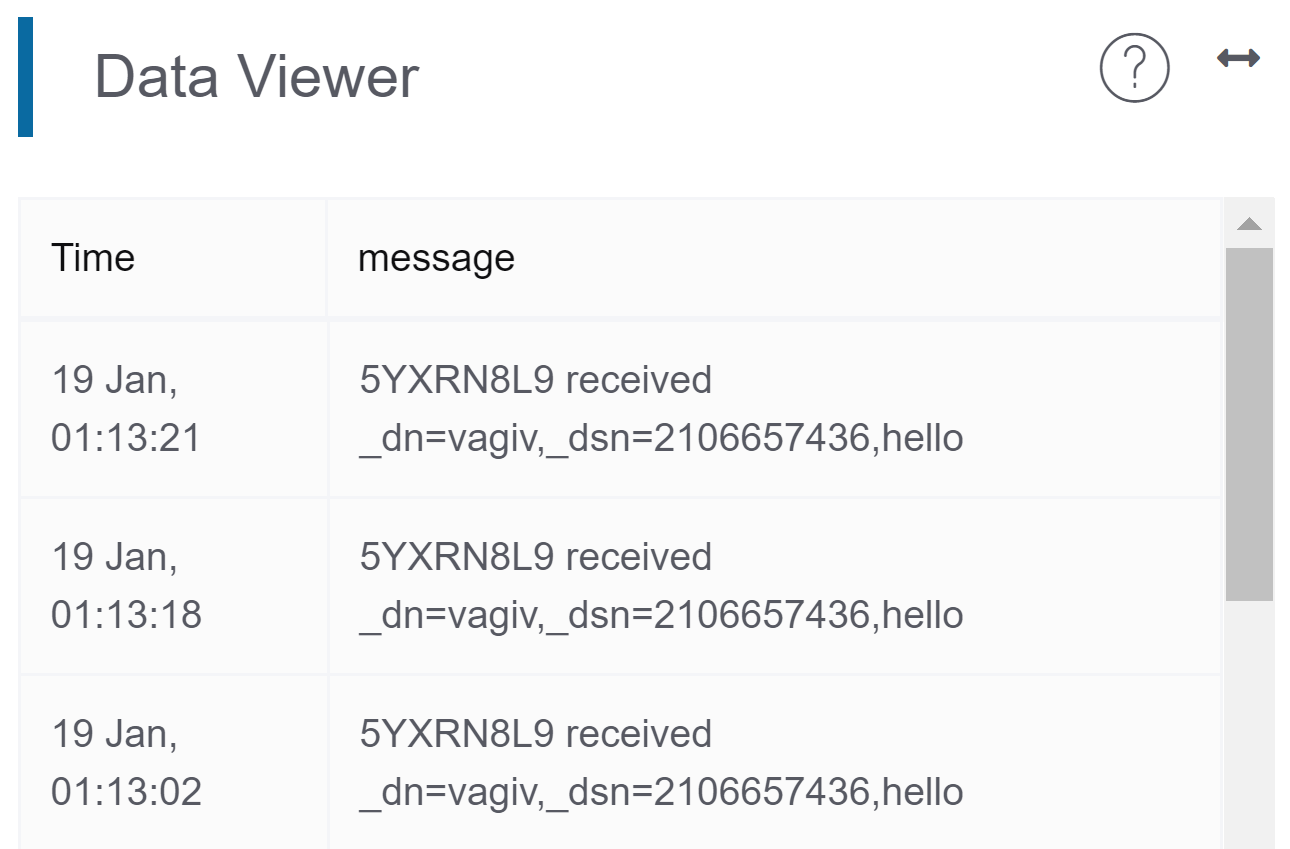 Data Viewer
?
Time message
19 Jan, 5YXRN8L9 received
01:13:21 _dn=vagiv,_dsn=2106657436,hello
19 Jan, 5YXRN8L9 received
01:13:18 _dn=vagiv,_dsn=2106657436,hello
19 Jan, 5YXRN8L9 received
01:13:02 _dn=vagiv,_dsn=2106657436,hello